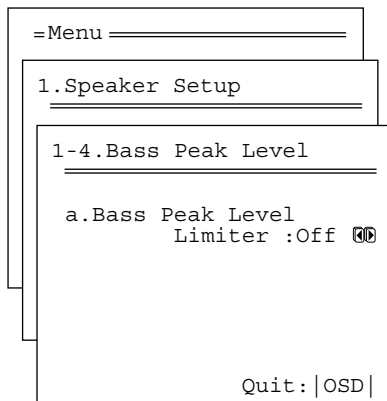 =Menu
1.Speaker Setup
1-4.Bass Peak Level
a.Bass Peak Level
Limiter :Off
Quit:|OSD|